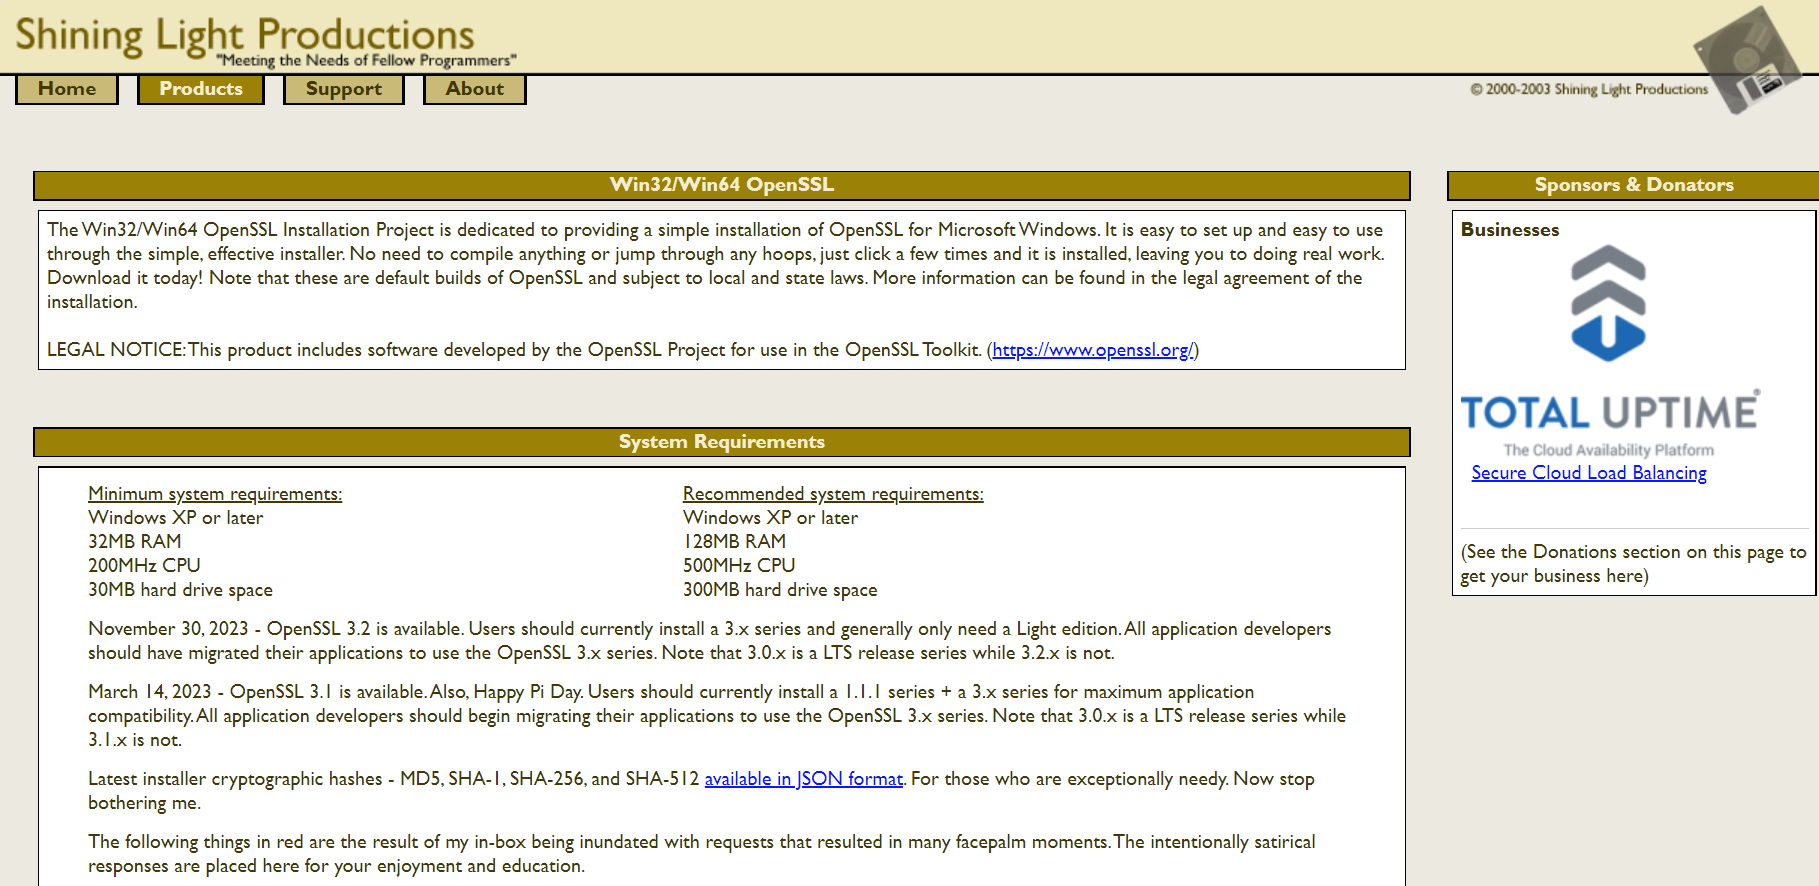 Shining Light Productions
"Meeting the Needs of Fellow Programmers"
Home
Products
Support
About
© 2000-2003 Shining Light Productions
Win32/Win64 OpenSSL
The Win32/Win64 OpenSSL Installation Project is dedicated to providing a simple installation of OpenSSL for Microsoft Windows. It is easy to set up and easy to use
through the simple, effective installer. No need to compile anything or jump through any hoops, just click a few times and it is installed, leaving you to doing real work.
Download it today! Note that these are default builds of OpenSSL and subject to local and state laws. More information can be found in the legal agreement of the
installation.
LEGAL NOTICE: This product includes software developed by the OpenSSL Project for use in the OpenSSL Toolkit. (https://www.openssl.org/)
System Requirements
Minimum system requirements:
Windows XP or later
32MB RAM
200MHz CPU
30MB hard drive space
Recommended system requirements:
Windows XP or later
128MB RAM
500MHz CPU
300MB hard drive space
November 30, 2023 - OpenSSL 3.2 is available. Users should currently install a 3.x series and generally only need a Light edition. All application developers
should have migrated their applications to use the OpenSSL 3.x series. Note that 3.0.x is a LTS release series while 3.2.x is not.
March 14, 2023 - OpenSSL 3.1 is available. Also, Happy Pi Day. Users should currently install a 1.1.1 series + a 3.x series for maximum application
compatibility. All application developers should begin migrating their applications to use the OpenSSL 3.x series. Note that 3.0.x is a LTS release series while
3.1.x is not.
Latest installer cryptographic hashes - MD5, SHA-1, SHA-256, and SHA-512 available in JSON format. For those who are exceptionally needy. Now stop
bothering me.
The following things in red are the result of my in-box being inundated with requests that resulted in many facepalm moments. The intentionally satirical
responses are placed here for your enjoyment and education.
Sponsors & Donators
Businesses
TOTAL UPTIME®
The Cloud Availability Platform
Secure Cloud Load Balancing
(See the Donations section on this page to
get your business here)